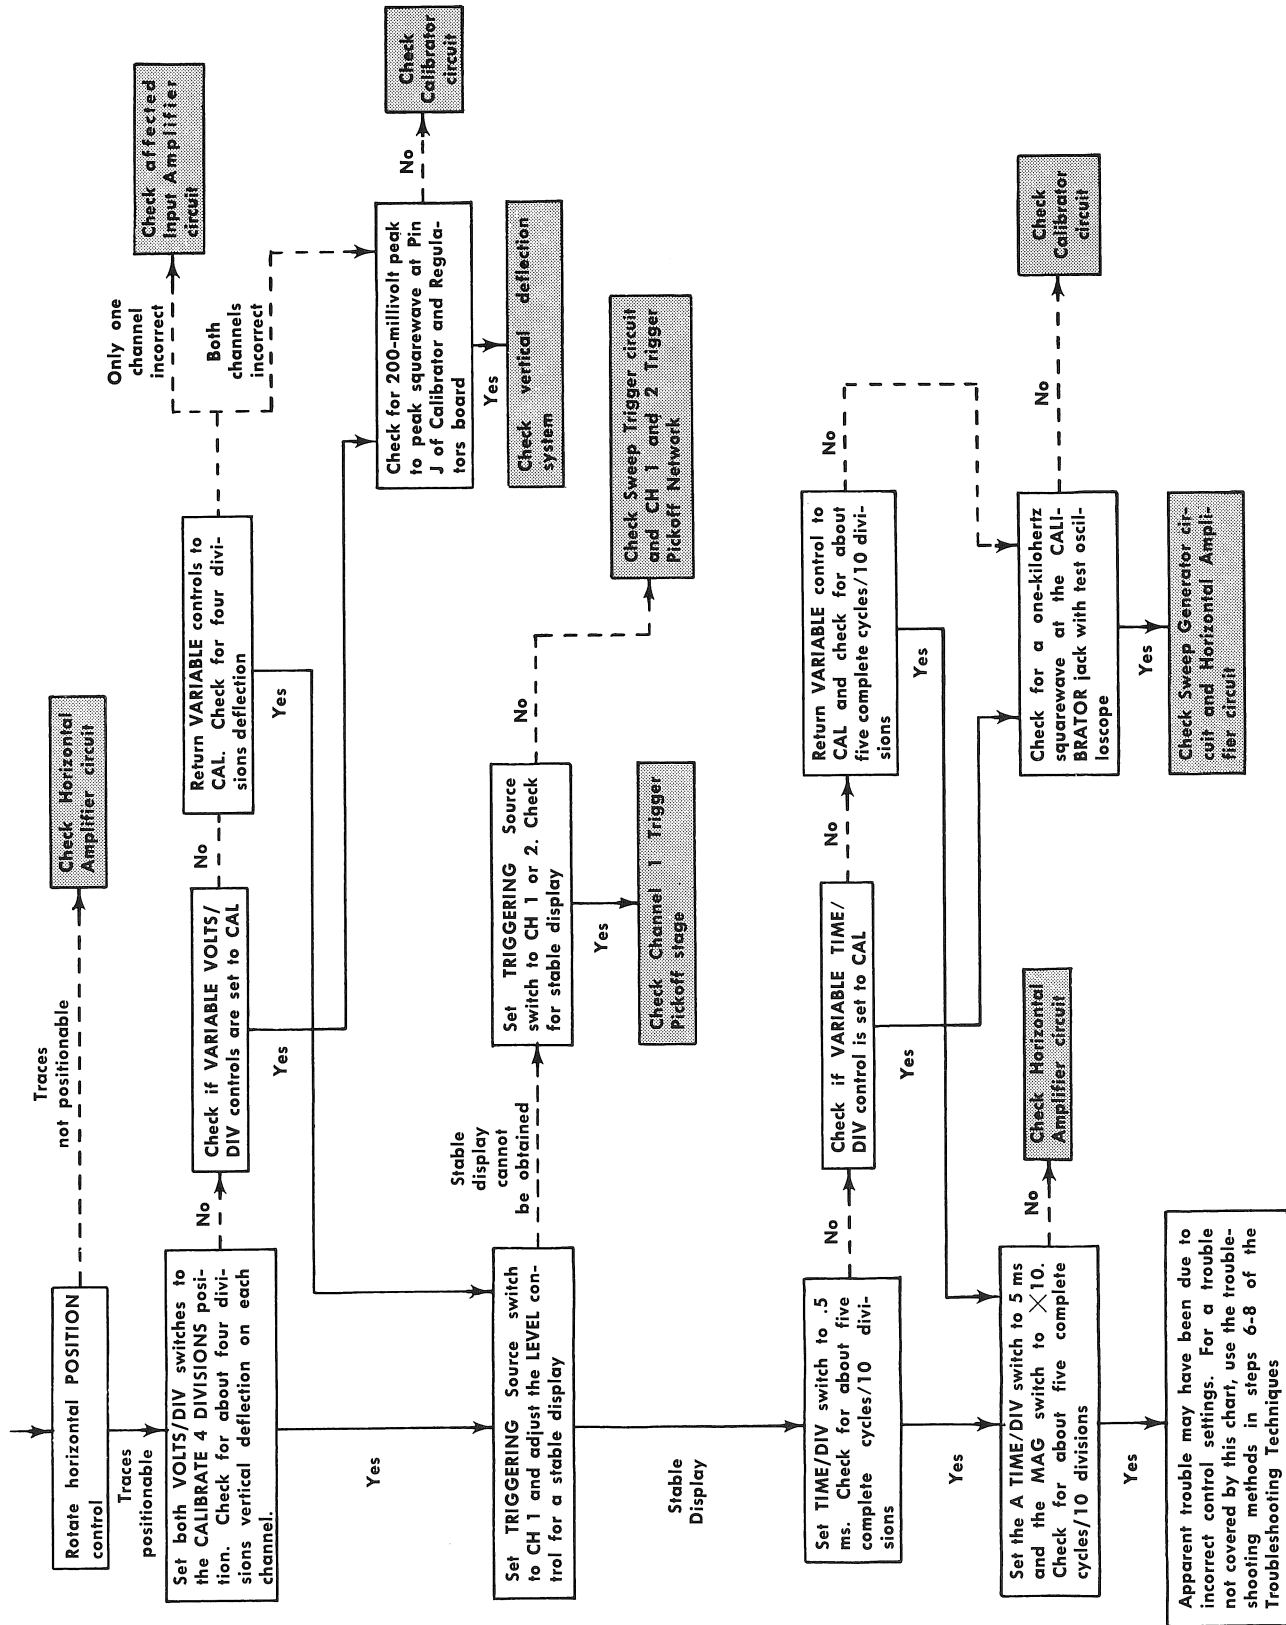 Rotate horizontal POSITION
control
Traces
not positionable
Check Horizontal
Amplifier circuit
Traces
positionable
Set both VOLTS/DIV switches to
the CALIBRATE 4 DIVISIONS posi-
tion. Check for about four divi-
sions vertical deflection on each
channel.
No
Check if VARIABLE VOLTS/
DIV controls are set to CAL
No
Return VARIABLE controls to
CAL. Check for four divi-
sions deflection
Only one
channel
incorrect
Check affected
Input Amplifier
circuit
Both
channels
incorrect
Yes
Yes
Yes
Check for 200-millivolt peak
to peak squarewave at Pin
J of Calibrator and Regula-
tors board
No
Check
Calibrator
circuit
Yes
Check vertical deflection
system
Set TRIGGERING Source switch
to CH 1 and adjust the LEVEL con-
trol for a stable display
Stable
display
cannot
be obtained
Set TRIGGERING Source
switch to CH 1 or 2. Check
for stable display
No
Check Sweep Trigger circuit
and CH 1 and 2 Trigger
Pickoff Network
Yes
Check Channel 1 Trigger
Pickoff stage
Stable
Display
Set TIME/DIV switch to .5
ms. Check for about five
complete cycles/10 divi-
sions
No
Check if VARIABLE TIME/
DIV control is set to CAL
No
Return VARIABLE control to
CAL and check for about
five complete cycles/10 divi-
sions
No
Yes
Yes
Yes
Set the A TIME/DIV switch to 5 ms
and the MAG switch to ×10.
Check for about five complete
cycles/10 divisions
No
Check Horizontal
Amplifier circuit
Check for a one-kilohertz
squarewave at the CALI-
BRATOR jack with test oscil-
loscope
No
Check
Calibrator
circuit
Yes
Yes
Check Sweep Generator cir-
cuit and Horizontal Ampli-
fier circuit
Apparent trouble may have been due to
incorrect control settings. For a trouble
not covered by this chart, use the trouble-
shooting methods in steps 6-8 of the
Troubleshooting Techniques